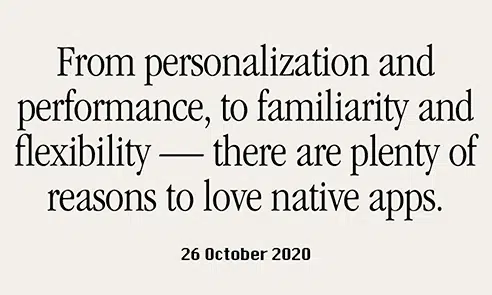 From personalization and
performance, to familiarity and
flexibility — there are plenty of
reasons to love native apps.
26 October 2020